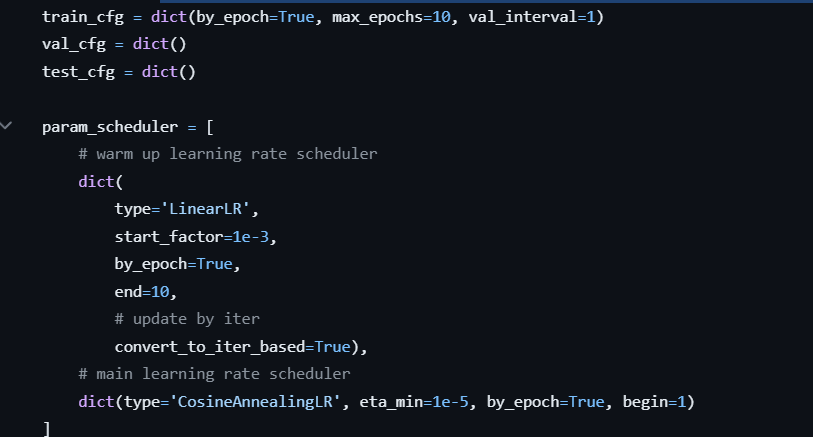 train_cfg = dict(by_epoch=True, max_epochs=10, val_interval=1)
val_cfg = dict()
test_cfg = dict()
param_scheduler = [
# warm up learning rate scheduler
dict(
type='LinearLR',
start_factor=1e-3,
by_epoch=True,
end=10,
# update by iter
convert_to_iter_based=True),
# main learning rate scheduler
dict(type='CosineAnnealingLR', eta_min=1e-5, by_epoch=True, begin=1)
]